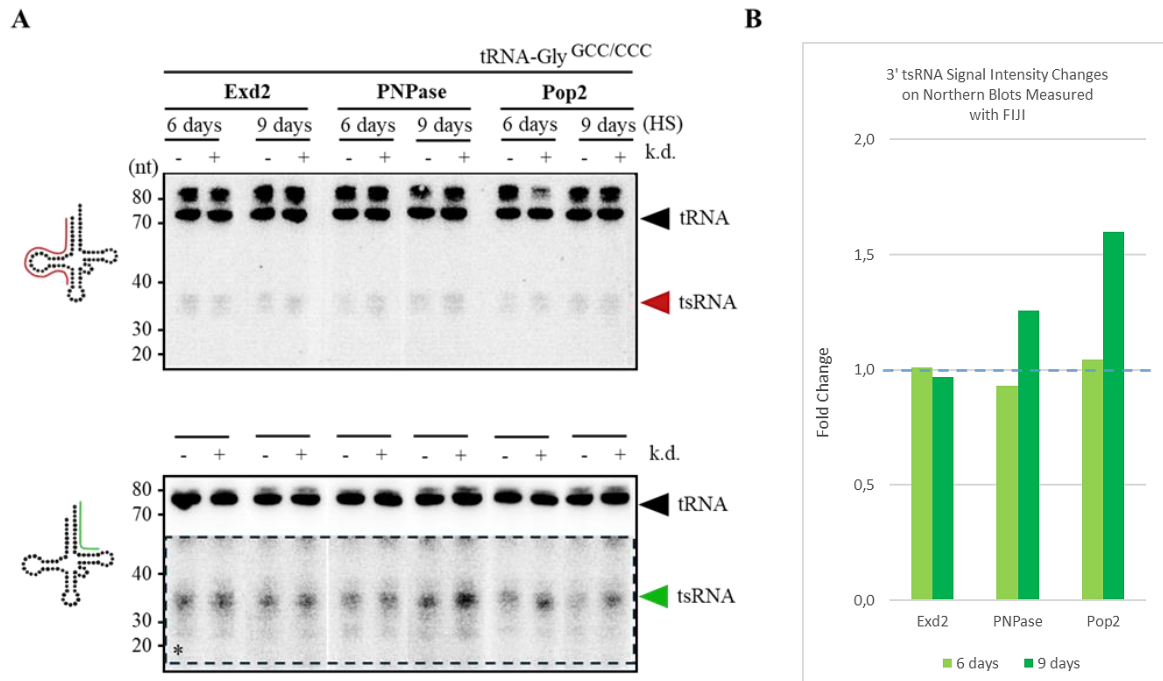 A
tRNA-Gly GCC/CCC
Exd2 PNPase Pop2
6 days 9 days 6 days 9 days 6 days 9 days (HS)
- + - + - + - + - + - + k.d.
(nt)
80
70
40
30
20
tRNA
tsRNA
- + - + - + - + - + - + k.d.
80
70
40
30
20
*
tRNA
tsRNA
B
3' tsRNA Signal Intensity Changes
on Northern Blots Measured
with FIJI
2,0
1,5
1,0
0,5
0,0
Fold Change
Exd2 PNPase Pop2
6 days 9 days